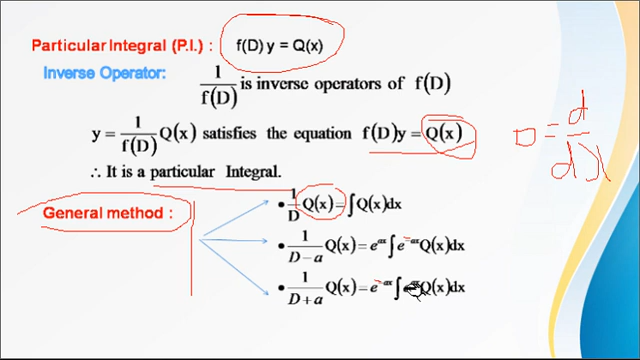 Particular Integral (P.I.) : f(D) y = Q(x)
Inverse Operator:
1/f(D) is inverse operators of f(D)
y = 1/f(D) Q(x) satisfies the equation f(D)y = Q(x)
D = d/dx
∴ It is a particular Integral.
General method :
• 1/D Q(x) = ∫Q(x)dx
• 1/(D−a) Q(x) = e^{ax} ∫ e^{−ax} Q(x)dx
• 1/(D+a) Q(x) = e^{−ax} ∫ Q(x)dx